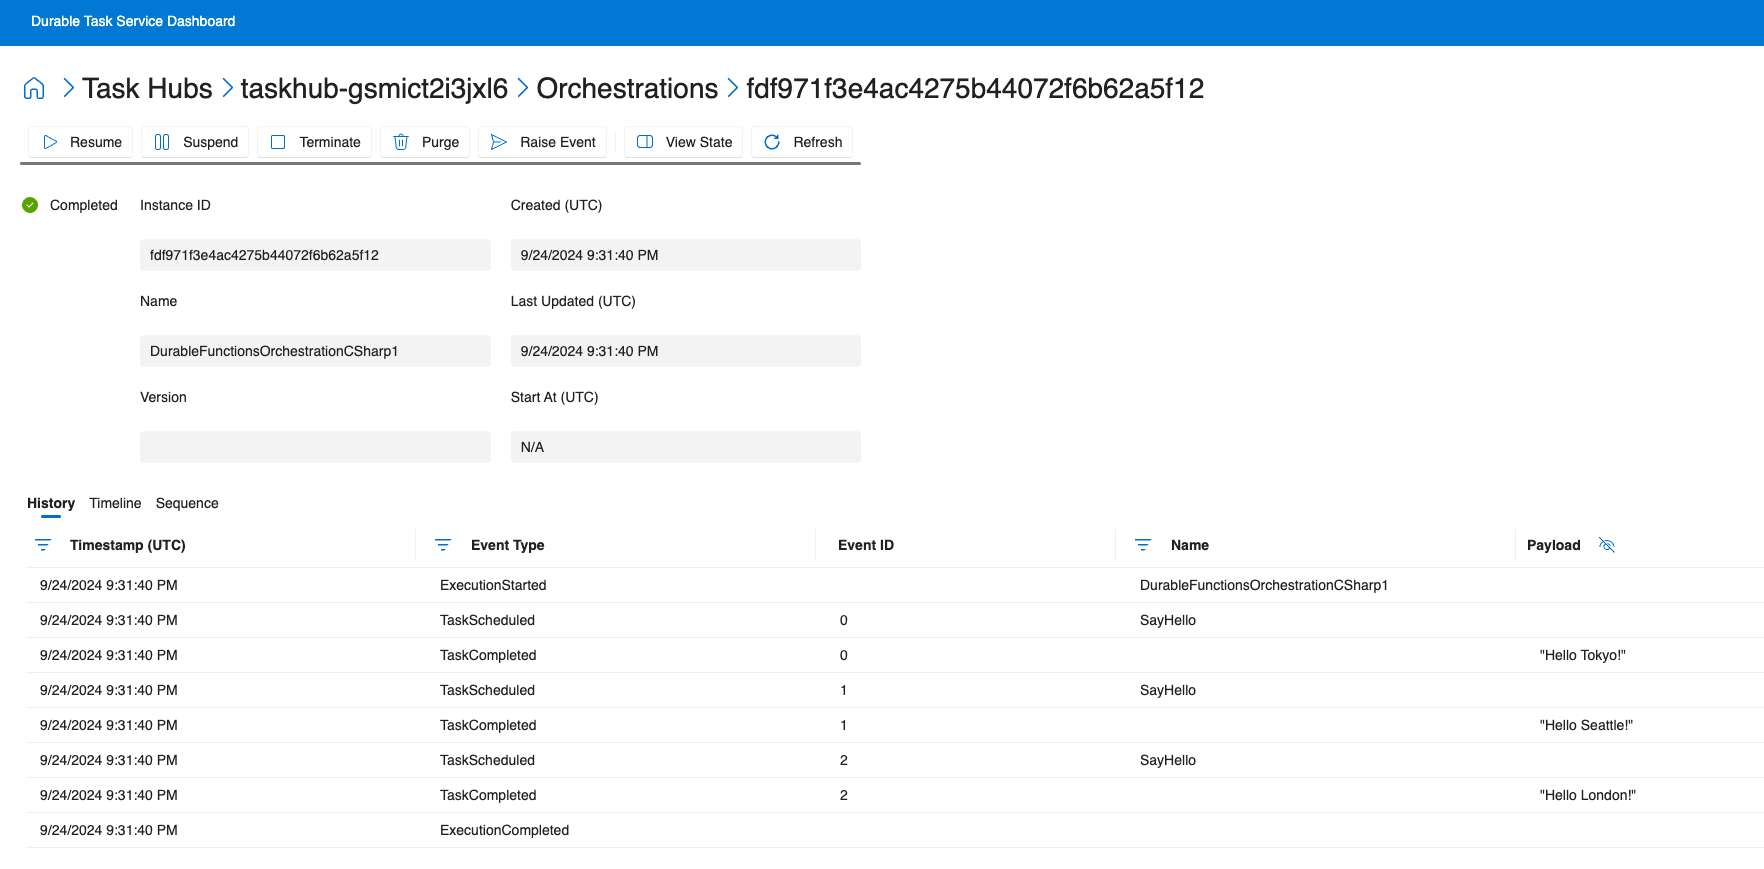 Durable Task Service Dashboard
Task Hubs > taskhub-gsmict2i3jxl6 > Orchestrations > fdf971f3e4ac4275b44072f6b62a5f12
Resume Suspend Terminate Purge Raise Event View State Refresh
Completed Instance ID Created (UTC)
fdf971f3e4ac4275b44072f6b62a5f12 9/24/2024 9:31:40 PM
Name Last Updated (UTC)
DurableFunctionsOrchestrationCSharp1 9/24/2024 9:31:40 PM
Version Start At (UTC)
N/A
History Timeline Sequence
Timestamp (UTC) Event Type Event ID Name Payload
9/24/2024 9:31:40 PM ExecutionStarted DurableFunctionsOrchestrationCSharp1
9/24/2024 9:31:40 PM TaskScheduled 0 SayHello
9/24/2024 9:31:40 PM TaskCompleted 0 "Hello Tokyo!"
9/24/2024 9:31:40 PM TaskScheduled 1 SayHello
9/24/2024 9:31:40 PM TaskCompleted 1 "Hello Seattle!"
9/24/2024 9:31:40 PM TaskScheduled 2 SayHello
9/24/2024 9:31:40 PM TaskCompleted 2 "Hello London!"
9/24/2024 9:31:40 PM ExecutionCompleted